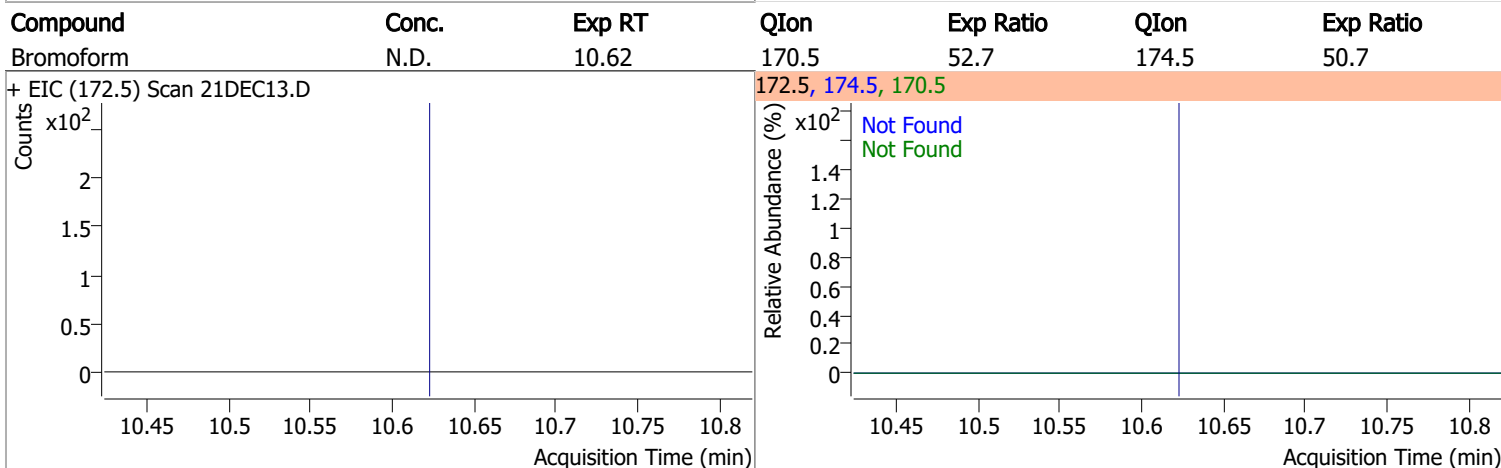 Compound Conc. Exp RT QIon Exp Ratio QIon Exp Ratio
Bromoform N.D. 10.62 170.5 52.7 174.5 50.7
+ EIC (172.5) Scan 21DEC13.D
Counts
x10²
2
1.5
1
0.5
0
10.45 10.5 10.55 10.6 10.65 10.7 10.75 10.8
Acquisition Time (min)
172.5, 174.5, 170.5
Relative Abundance (%)
x10²
Not Found
Not Found
1.4
1.2
1
0.8
0.6
0.4
0.2
0
10.45 10.5 10.55 10.6 10.65 10.7 10.75 10.8
Acquisition Time (min)